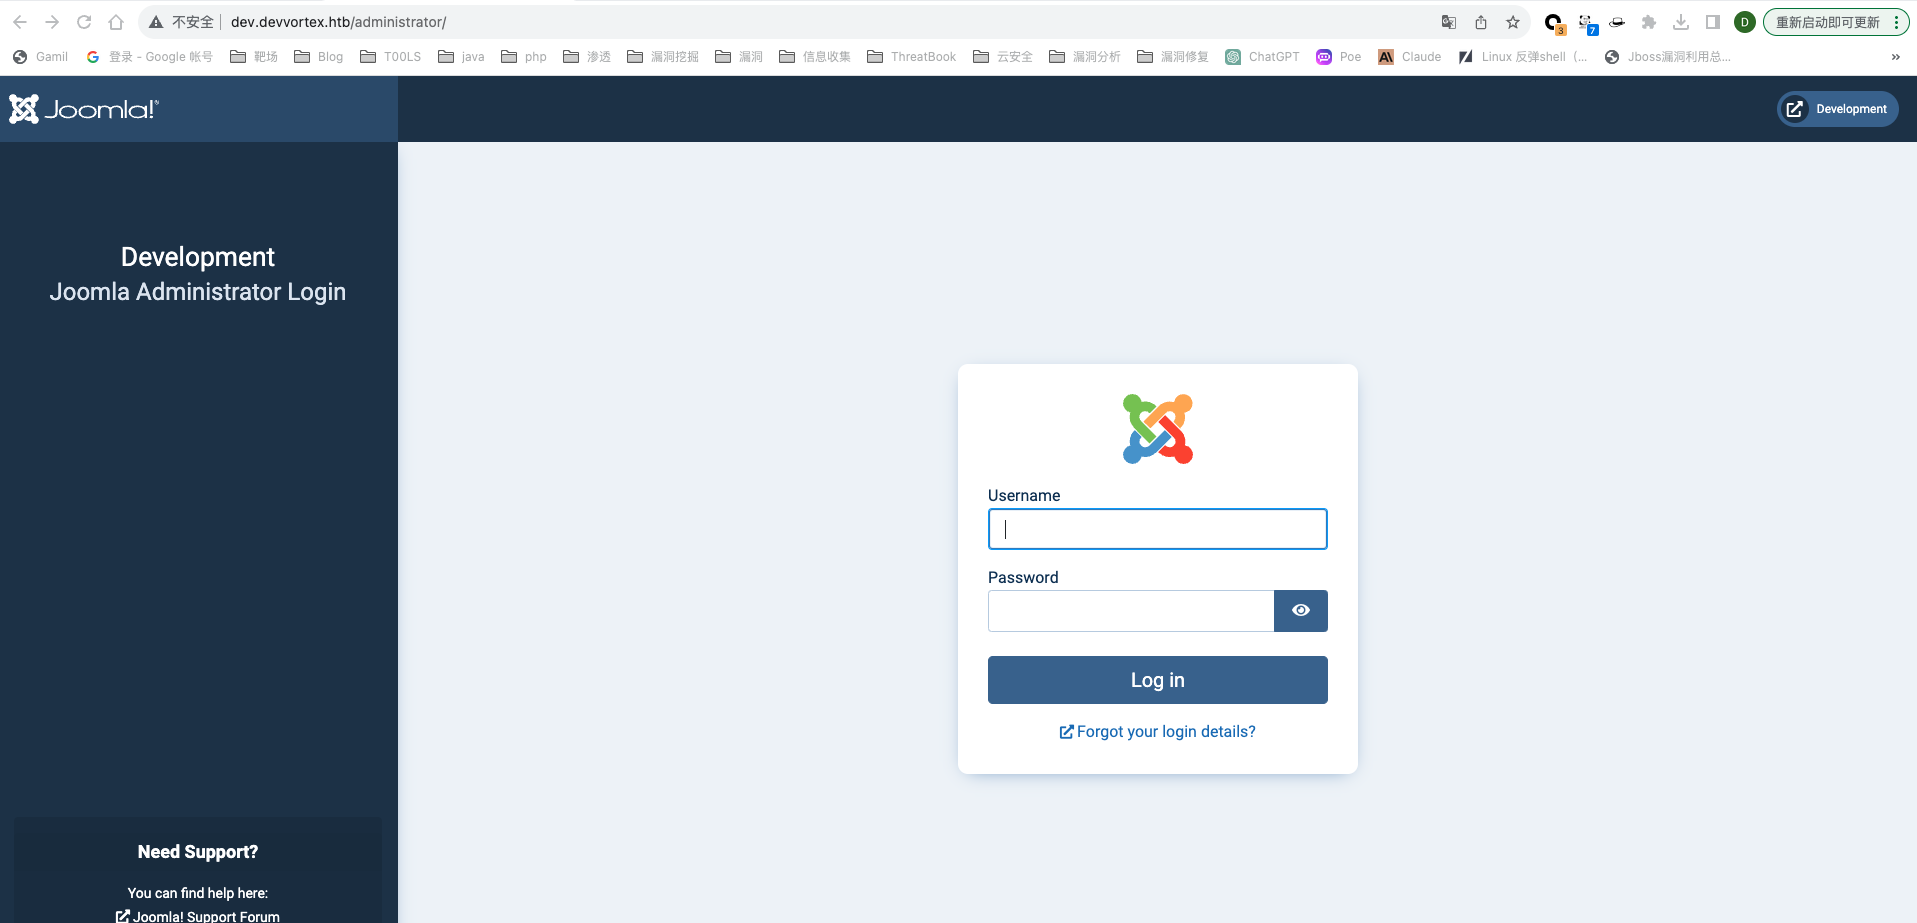 不安全 dev.devvortex.htb/administrator/ 3 7 D 重新启动即可更新
Gamil 登录 - Google 帐号 靶场 Blog T00LS java php 渗透 漏洞挖掘 漏洞 信息收集 ThreatBook 云安全 漏洞分析 漏洞修复 ChatGPT Poe Claude Linux 反弹shell（... Jboss漏洞利用总... »
Joomla!® Development
Development
Joomla Administrator Login
Username
Password
Log in
Forgot your login details?
Need Support?
You can find help here:
Joomla! Support Forum